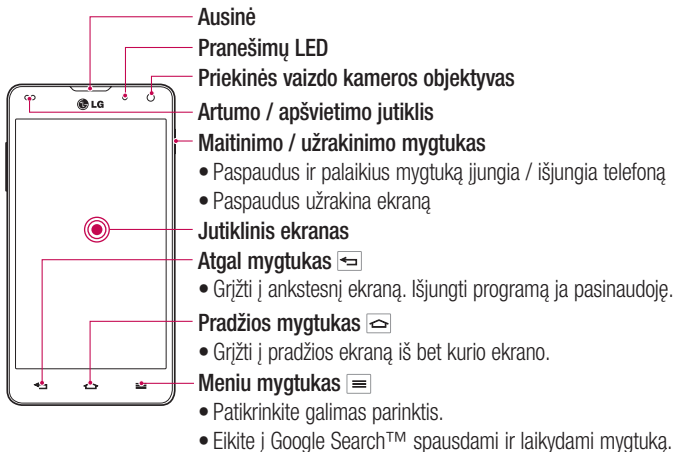 Ausinė
Pranešimų LED
Priekinės vaizdo kameros objektyvas
Artumo / apšvietimo jutiklis
LG
Maitinimo / užrakinimo mygtukas
• Paspaudus ir palaikius mygtuką įjungia / išjungia telefoną
• Paspaudus užrakina ekraną
Jutiklinis ekranas
Atgal mygtukas
• Grįžti į ankstesnį ekraną. Išjungti programą ja pasinaudoję.
Pradžios mygtukas
• Grįžti į pradžios ekraną iš bet kurio ekrano.
Meniu mygtukas
• Patikrinkite galimas parinktis.
• Eikite į Google Search™ spausdami ir laikydami mygtuką.